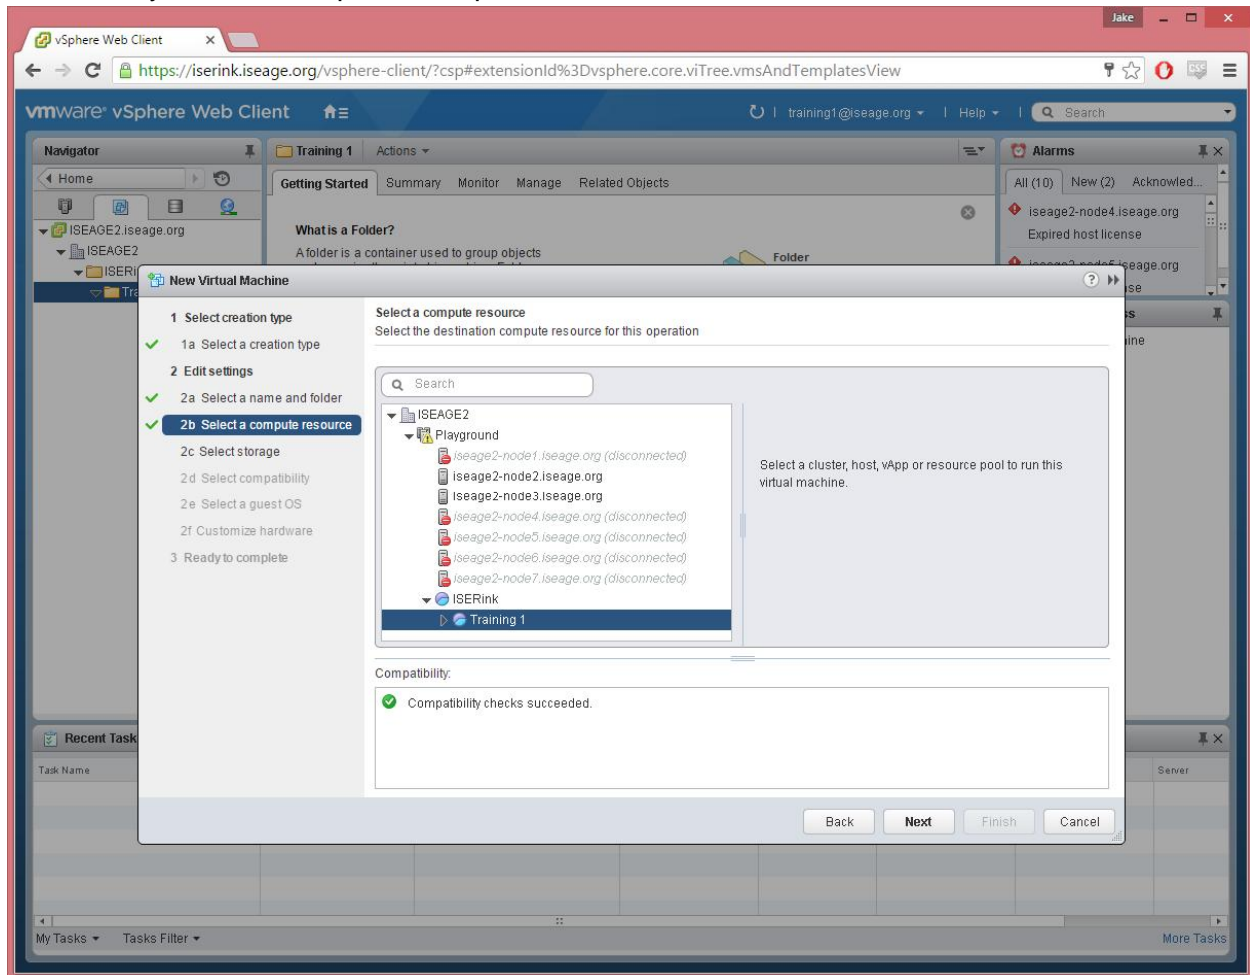 Jake
vSphere Web Client
https://iserink.iseage.org/vsphere-client/?csp#extensionId%3Dvsphere.core.viTree.vmsAndTemplatesView
vmware® vSphere Web Client
training1@iseage.org
Help
Search
Navigator
Training 1
Actions
Alarms
Home
Getting Started
Summary
Monitor
Manage
Related Objects
All (10)
New (2)
Acknowled...
ISEAGE2.iseage.org
ISEAGE2
What is a Folder?
A folder is a container used to group objects
Folder
iseage2-node4.iseage.org
Expired host license
New Virtual Machine
1 Select creation type
1a Select a creation type
2 Edit settings
2a Select a name and folder
2b Select a compute resource
2c Select storage
2d Select compatibility
2e Select a guest OS
2f Customize hardware
3 Ready to complete
Select a compute resource
Select the destination compute resource for this operation
Search
ISEAGE2
Playground
iseage2-node1.iseage.org (disconnected)
iseage2-node2.iseage.org
iseage2-node3.iseage.org
iseage2-node4.iseage.org (disconnected)
iseage2-node5.iseage.org (disconnected)
iseage2-node6.iseage.org (disconnected)
iseage2-node7.iseage.org (disconnected)
ISERink
Training 1
Select a cluster, host, vApp or resource pool to run this
virtual machine.
Compatibility:
Compatibility checks succeeded.
Back
Next
Finish
Cancel
Recent Task
Task Name
Server
My Tasks
Tasks Filter
More Tasks